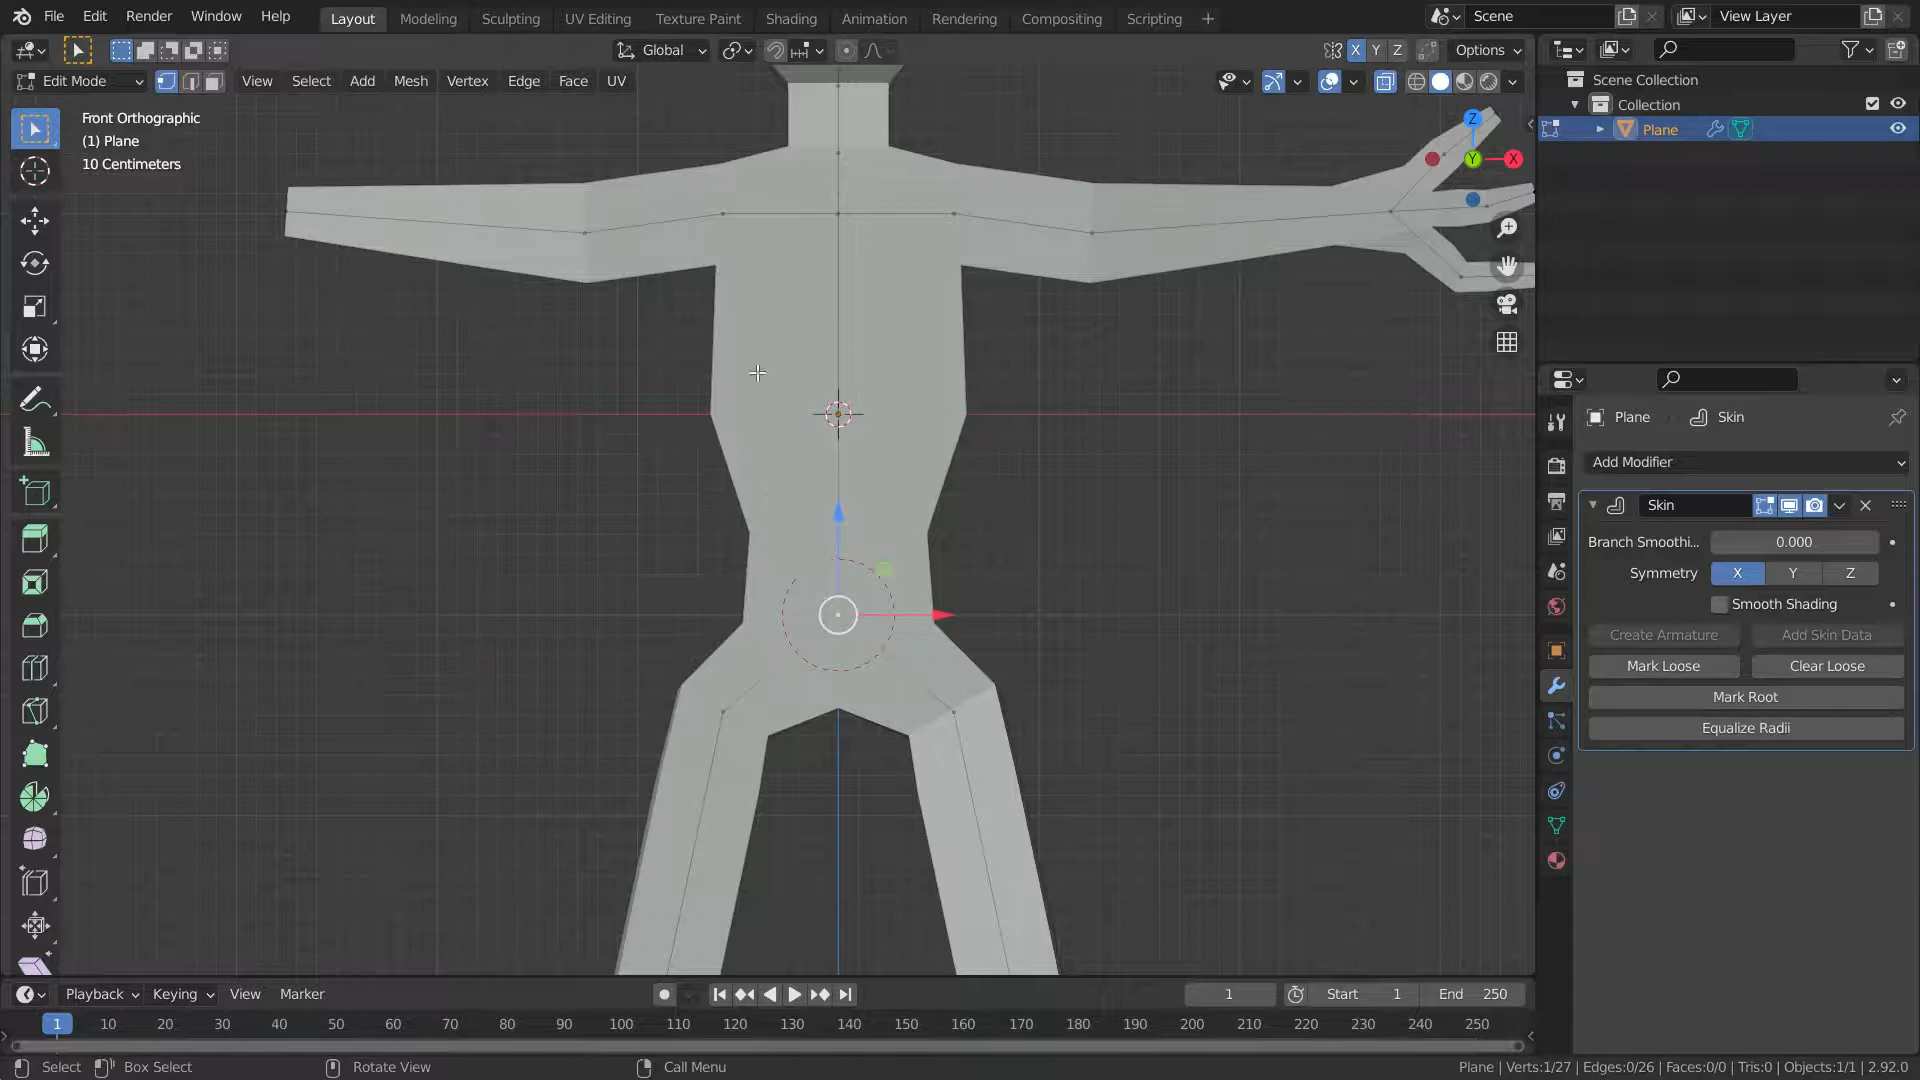 File Edit Render Window Help Layout Modeling Sculpting UV Editing Texture Paint Shading Animation Rendering Compositing Scripting + Scene View Layer
Global X Y Z Options
Edit Mode View Select Add Mesh Vertex Edge Face UV
Scene Collection
Collection
Plane
Front Orthographic
(1) Plane
10 Centimeters
Z
Y
X
Plane Skin
Add Modifier
Skin
Branch Smoothi... 0.000
Symmetry X Y Z
Smooth Shading
Create Armature Add Skin Data
Mark Loose Clear Loose
Mark Root
Equalize Radii
Playback Keying View Marker 1 Start 1 End 250
1 10 20 30 40 50 60 70 80 90 100 110 120 130 140 150 160 170 180 190 200 210 220 230 240 250
Select Box Select Rotate View Call Menu Plane | Verts:1/27 | Edges:0/26 | Faces:0/0 | Tris:0 | Objects:1/1 | 2.92.0